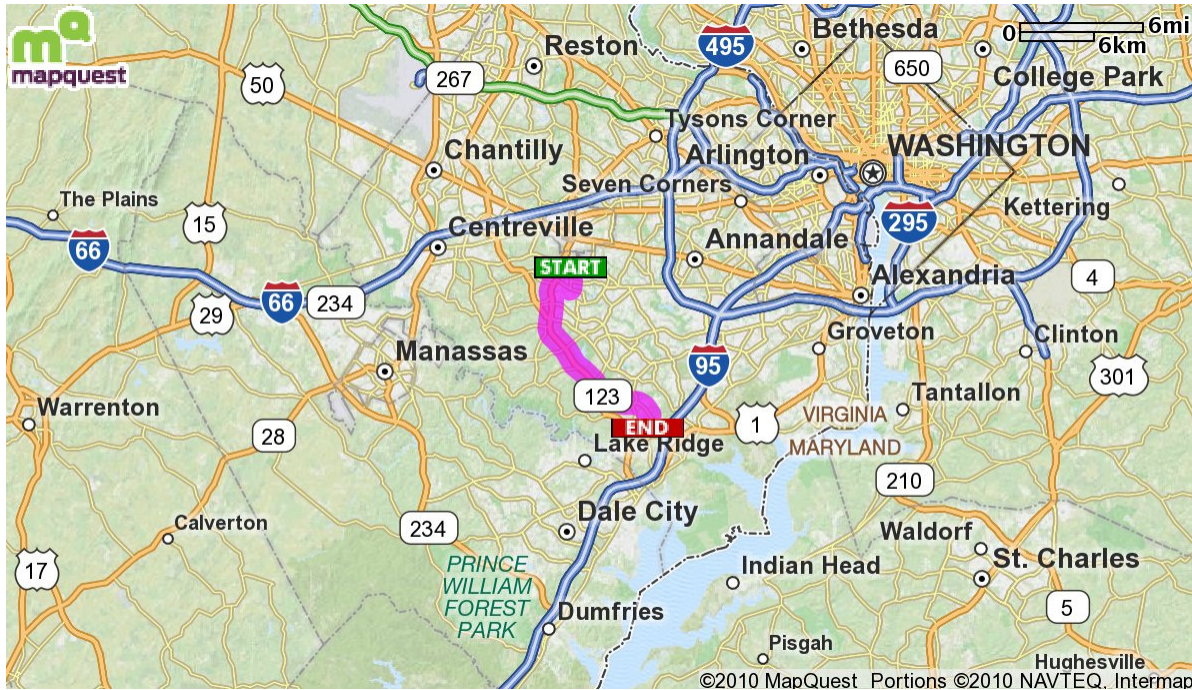 mapquest
Reston
495
Bethesda
0
6mi
6km
650
College Park
50
267
Tysons Corner
Chantilly
Arlington
WASHINGTON
Seven Corners
The Plains
15
Centreville
Kettering
295
66
Annandale
START
Alexandria
4
66
234
29
Groveton
Clinton
Manassas
95
301
123
Tantallon
Warrenton
1
VIRGINIA
END
28
Lake Ridge
MARYLAND
210
Dale City
Calverton
234
Waldorf
17
PRINCE
WILLIAM
FOREST
PARK
Indian Head
St. Charles
Dumfries
5
Pisgah
Hughesville
©2010 MapQuest Portions ©2010 NAVTEQ, Intermap